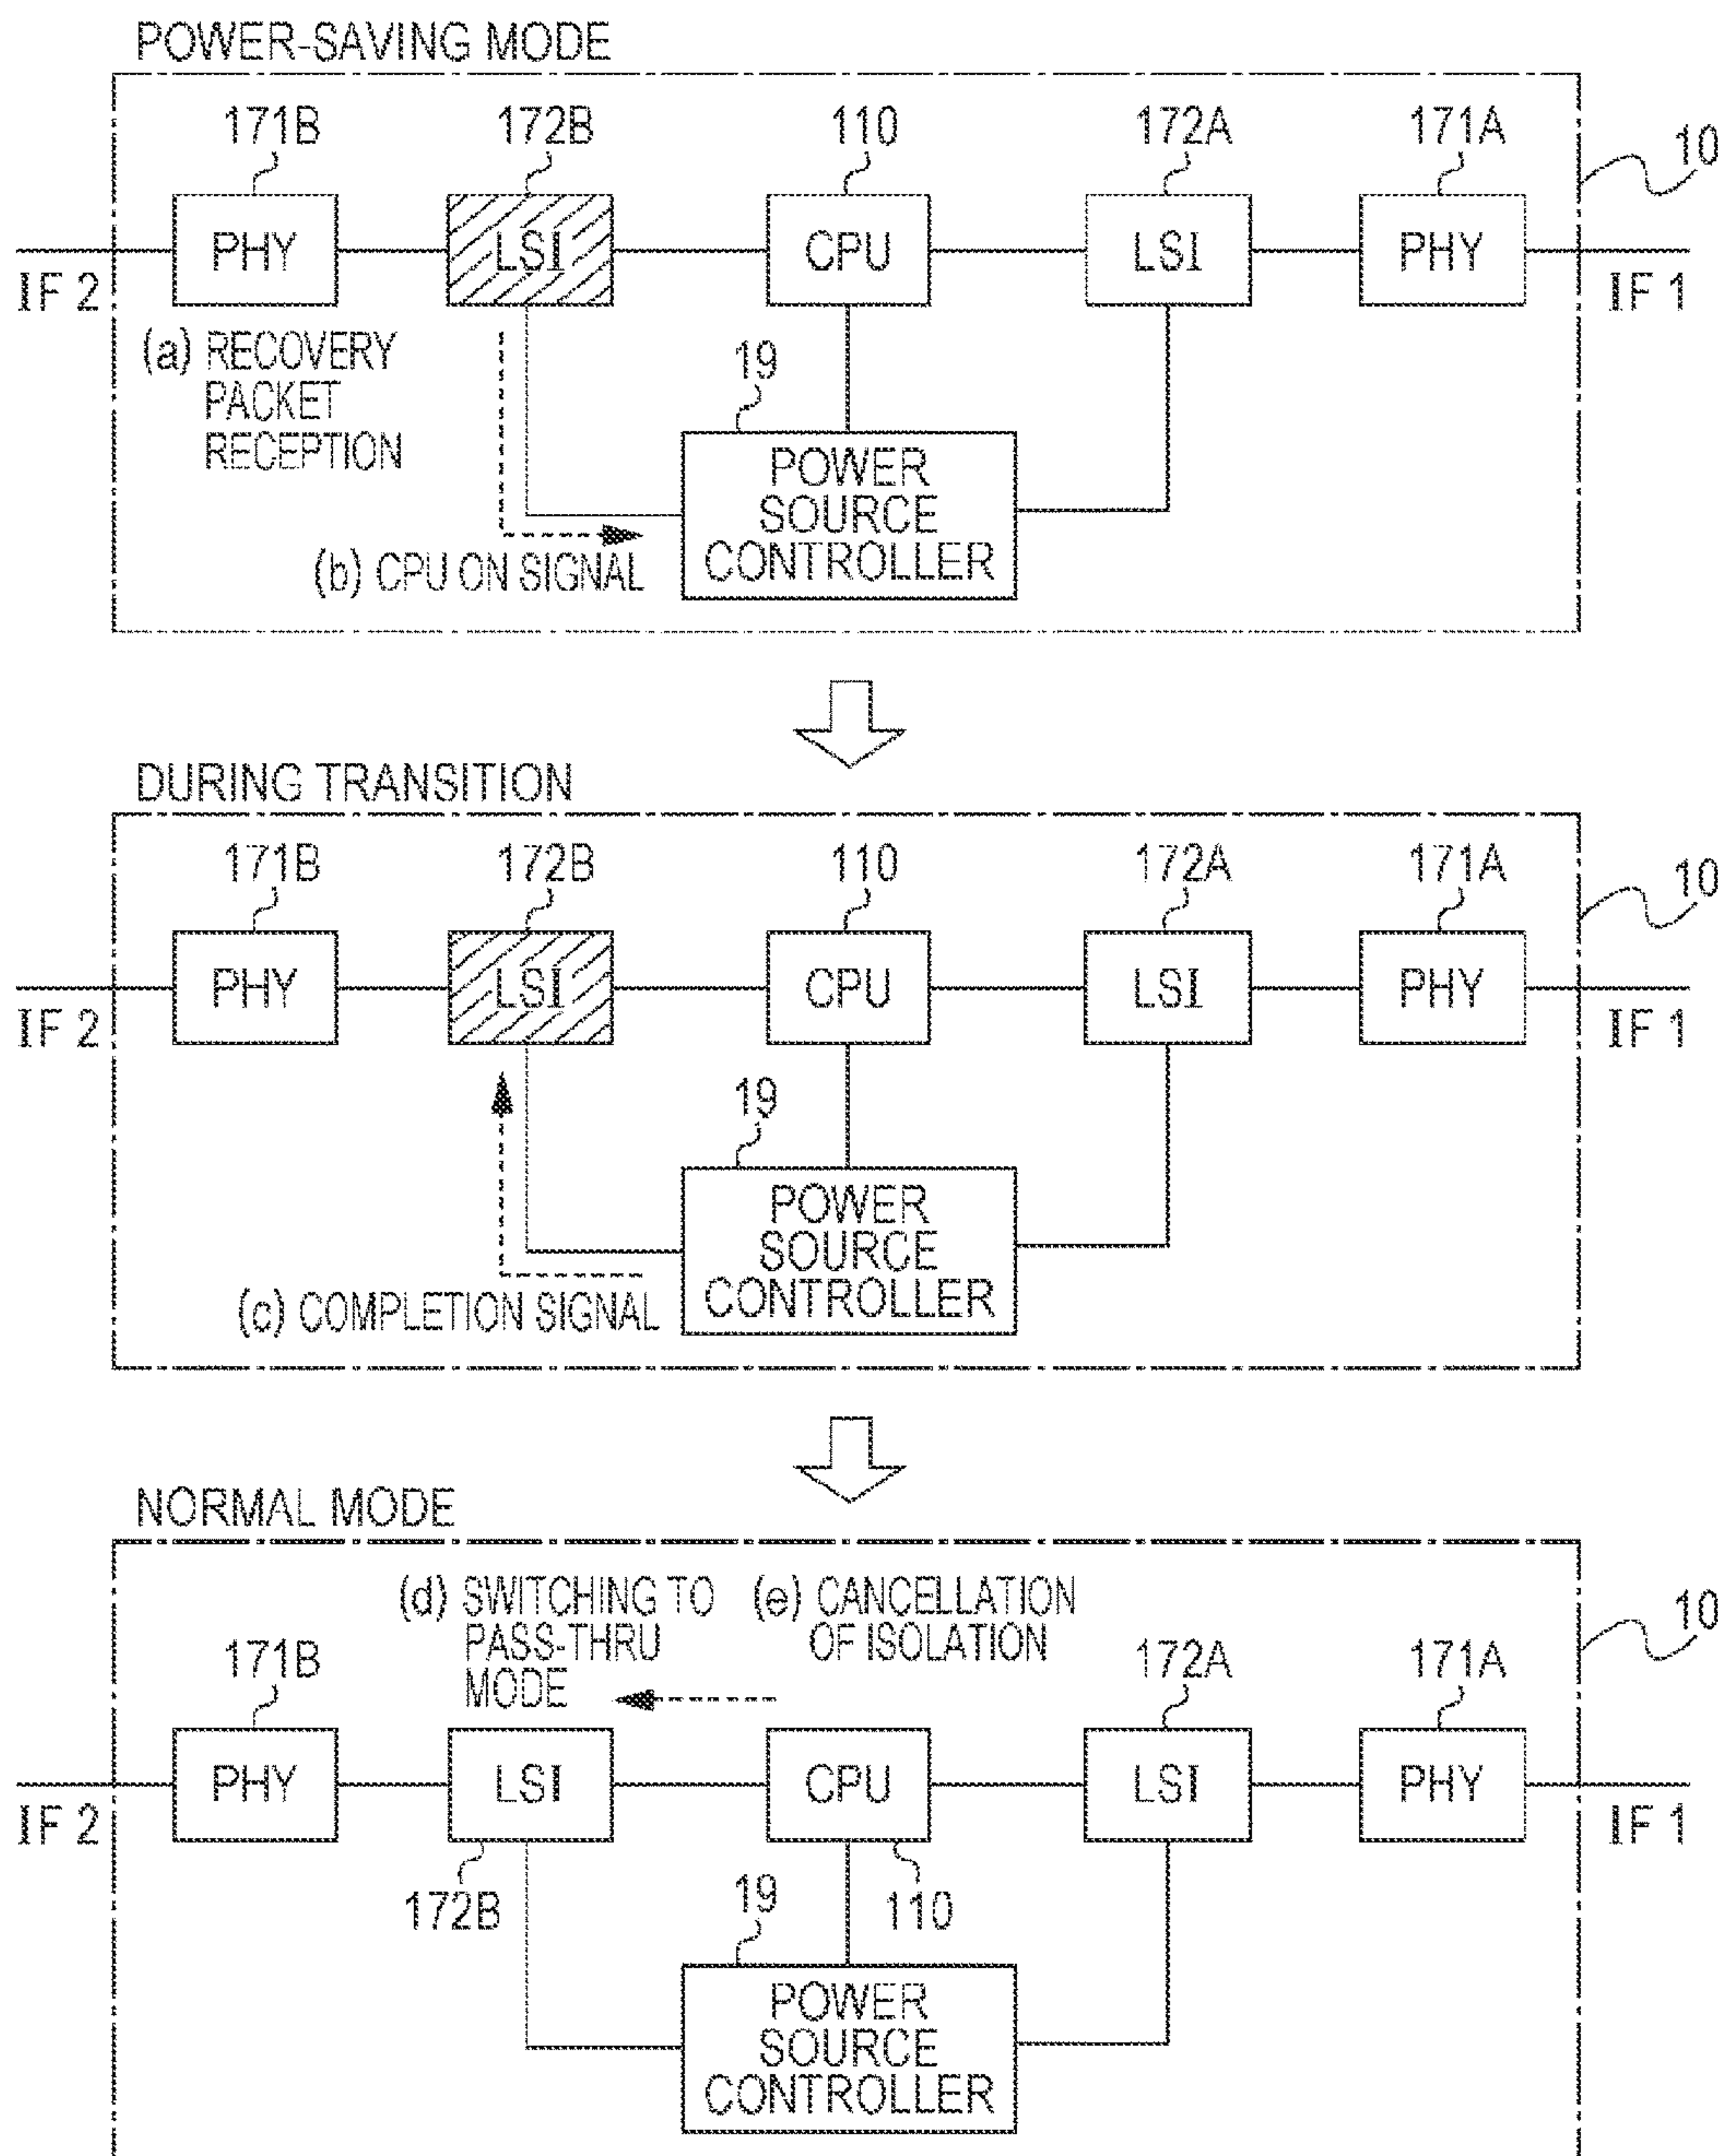 POWER-SAVING MODE
171B 172B 110 172A 171A 10
PHY LSI CPU LSI PHY
IF 2 IF 1
(a) RECOVERY
PACKET
RECEPTION
19
POWER
SOURCE
CONTROLLER
(b) CPU ON SIGNAL
DURING TRANSITION
171B 172B 110 172A 171A 10
PHY LSI CPU LSI PHY
IF 2 IF 1
19
POWER
SOURCE
CONTROLLER
(c) COMPLETION SIGNAL
NORMAL MODE
(d) SWITCHING TO
PASS-THRU
MODE
(e) CANCELLATION
OF ISOLATION
171B 172A 171A 10
PHY LSI CPU LSI PHY
IF 2 IF 1
172B 19 110
POWER
SOURCE
CONTROLLER